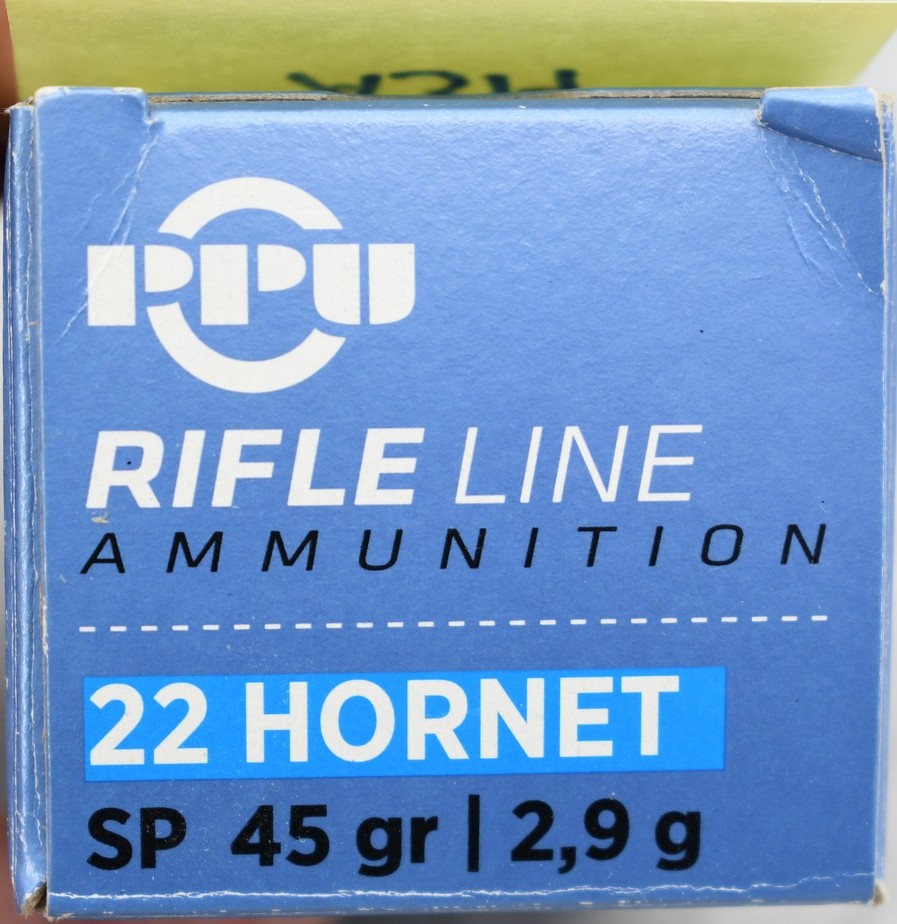 PPU
RIFLE LINE
AMMUNITION
22 HORNET
SP 45 gr | 2,9 g